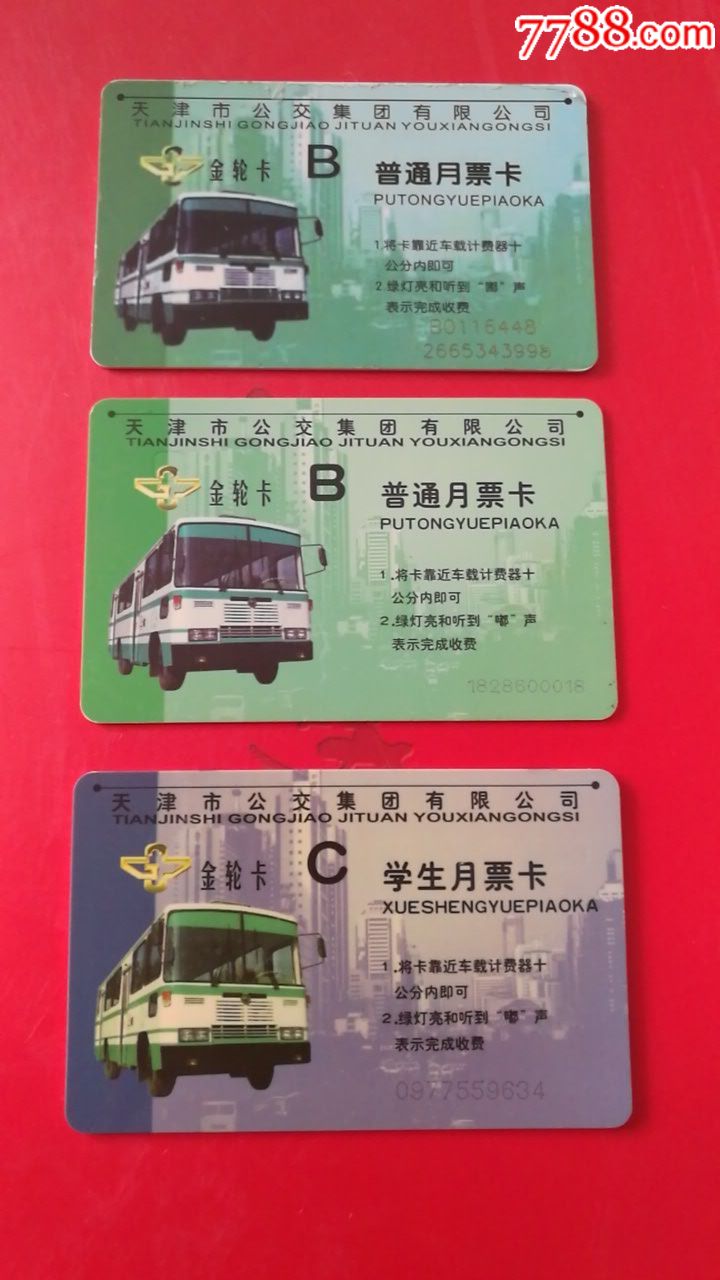 7788.com
天津市公交集团有限公司
TIANJINSHI GONGJIAO JITUAN YOUXIANGONGSI
金轮卡 B 普通月票卡
PUTONGYUEPIAOKA
1.将卡靠近车载计费器十
公分内即可
2.绿灯亮和听到“嘟”声
表示完成收费
80116448
2665343998
天津市公交集团有限公司
TIANJINSHI GONGJIAO JITUAN YOUXIANGONGSI
金轮卡 B 普通月票卡
PUTONGYUEPIAOKA
1.将卡靠近车载计费器十
公分内即可
2.绿灯亮和听到“嘟”声
表示完成收费
1828600018
天津市公交集团有限公司
TIANJINSHI GONGJIAO JITUAN YOUXIANGONGSI
金轮卡 C 学生月票卡
XUESHENGYUEPIAOKA
1.将卡靠近车载计费器十
公分内即可
2.绿灯亮和听到“嘟”声
表示完成收费
0977559634